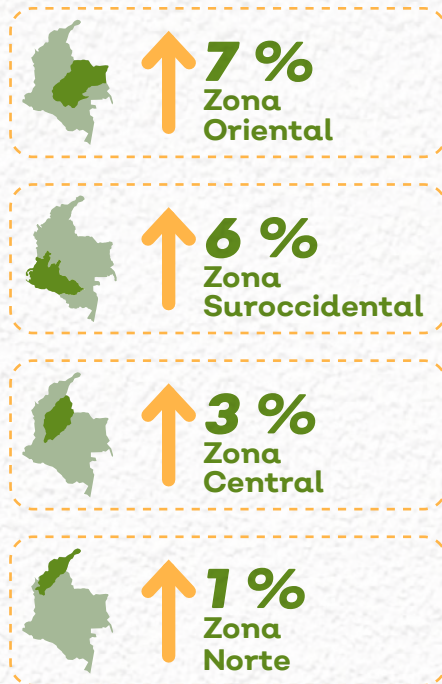 7 %
Zona
Oriental
6 %
Zona
Suroccidental
3 %
Zona
Central
1 %
Zona
Norte